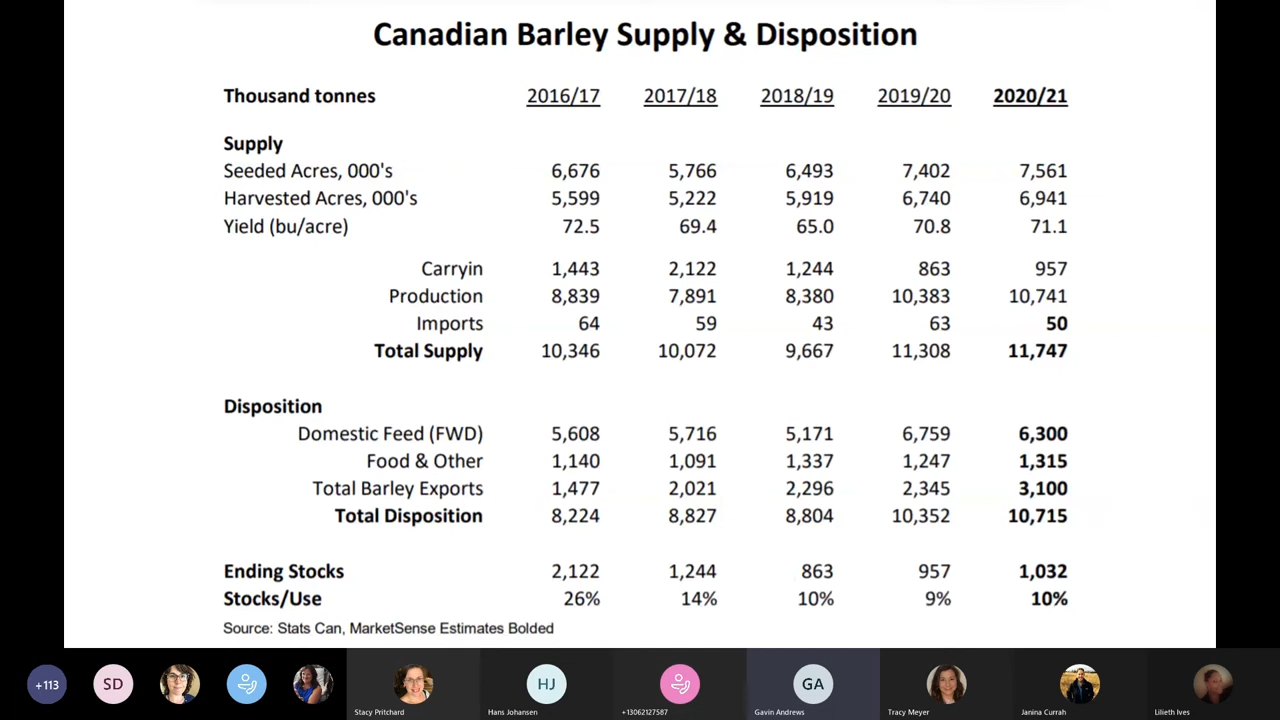 Canadian Barley Supply & Disposition
Thousand tonnes 2016/17 2017/18 2018/19 2019/20 2020/21
Supply
Seeded Acres, 000's 6,676 5,766 6,493 7,402 7,561
Harvested Acres, 000's 5,599 5,222 5,919 6,740 6,941
Yield (bu/acre) 72.5 69.4 65.0 70.8 71.1
Carryin 1,443 2,122 1,244 863 957
Production 8,839 7,891 8,380 10,383 10,741
Imports 64 59 43 63 50
Total Supply 10,346 10,072 9,667 11,308 11,747
Disposition
Domestic Feed (FWD) 5,608 5,716 5,171 6,759 6,300
Food & Other 1,140 1,091 1,337 1,247 1,315
Total Barley Exports 1,477 2,021 2,296 2,345 3,100
Total Disposition 8,224 8,827 8,804 10,352 10,715
Ending Stocks 2,122 1,244 863 957 1,032
Stocks/Use 26% 14% 10% 9% 10%
Source: Stats Can, MarketSense Estimates Bolded
+113 SD HJ GA
Stacy Pritchard Hans Johansen +13062127587 Gavin Andrews Tracy Meyer Janina Currah Lilieth Ives